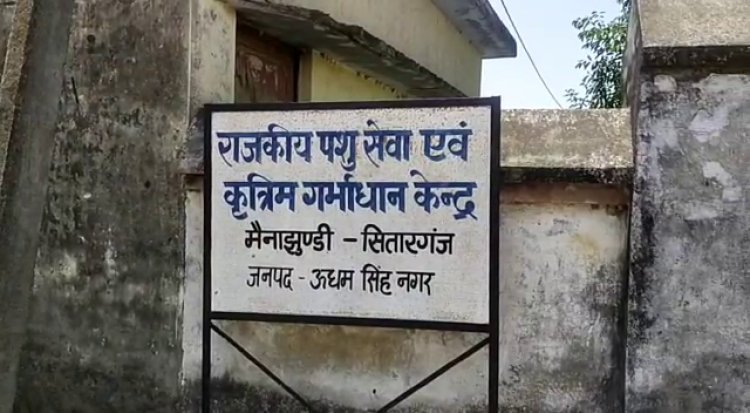 राजकीय पशु सेवा एवं
कृत्रिम गर्भाधान केन्द्र
मैनाझुण्डी - सितारगंज
जनपद - ऊधम सिंह नगर